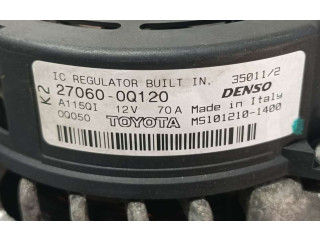 IC REGULATOR BUILT IN. 35011/2
K2 27060-0Q120 DENSO
A115QI 12V 70A Made in Italy
0Q050 TOYOTA MS101210-1400